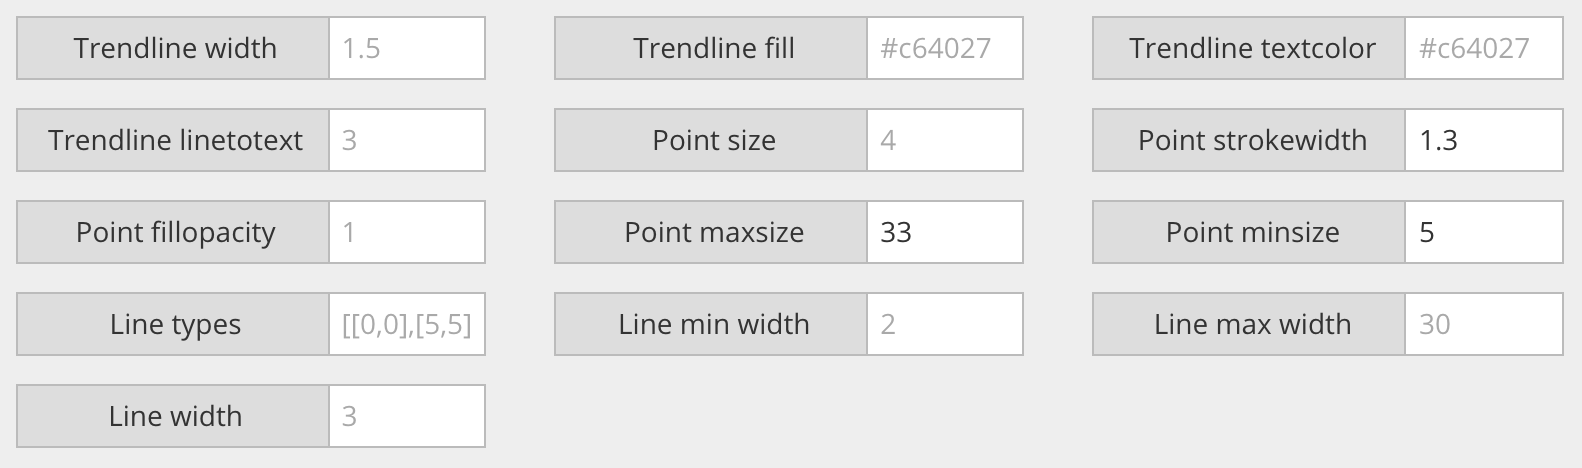 Trendline width 1.5 Trendline fill #c64027 Trendline textcolor #c64027
Trendline linetotext 3 Point size 4 Point strokewidth 1.3
Point fillopacity 1 Point maxsize 33 Point minsize 5
Line types [[0,0],[5,5] Line min width 2 Line max width 30
Line width 3